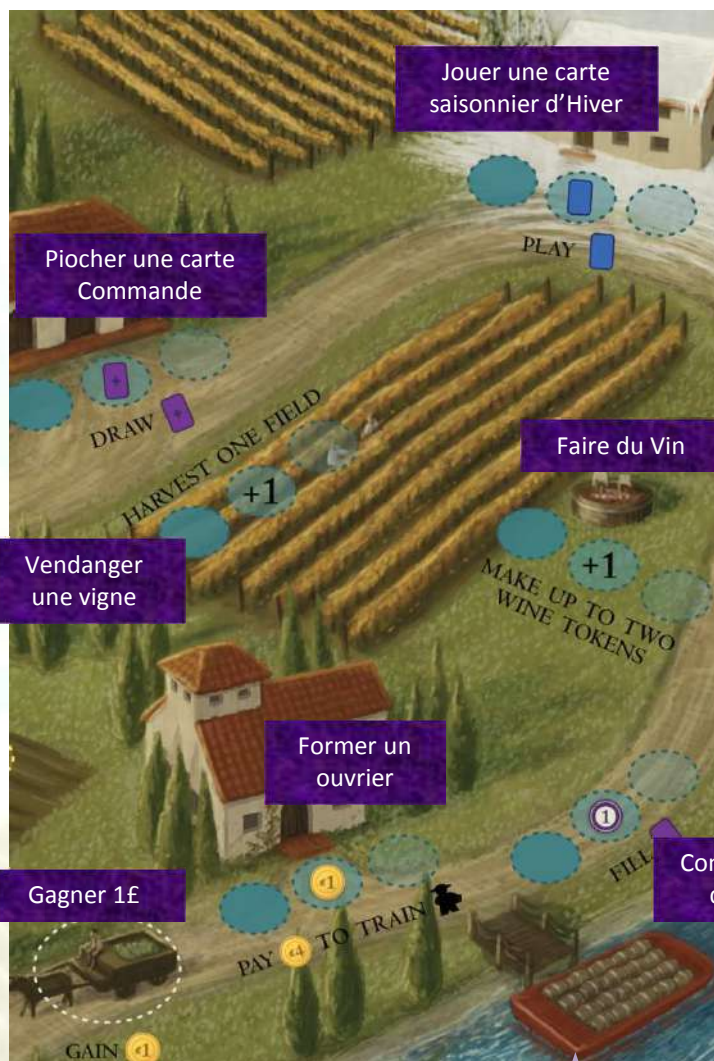 Jouer une carte
saisonnier d'Hiver
PLAY
Piocher une carte
Commande
+
DRAW +
HARVEST ONE FIELD
+1
Faire du Vin
+1
MAKE UP TO TWO
WINE TOKENS
Vendanger
une vigne
Former un
ouvrier
1
FILL
Gagner 1£
1
PAY 4 TO TRAIN
GAIN 1